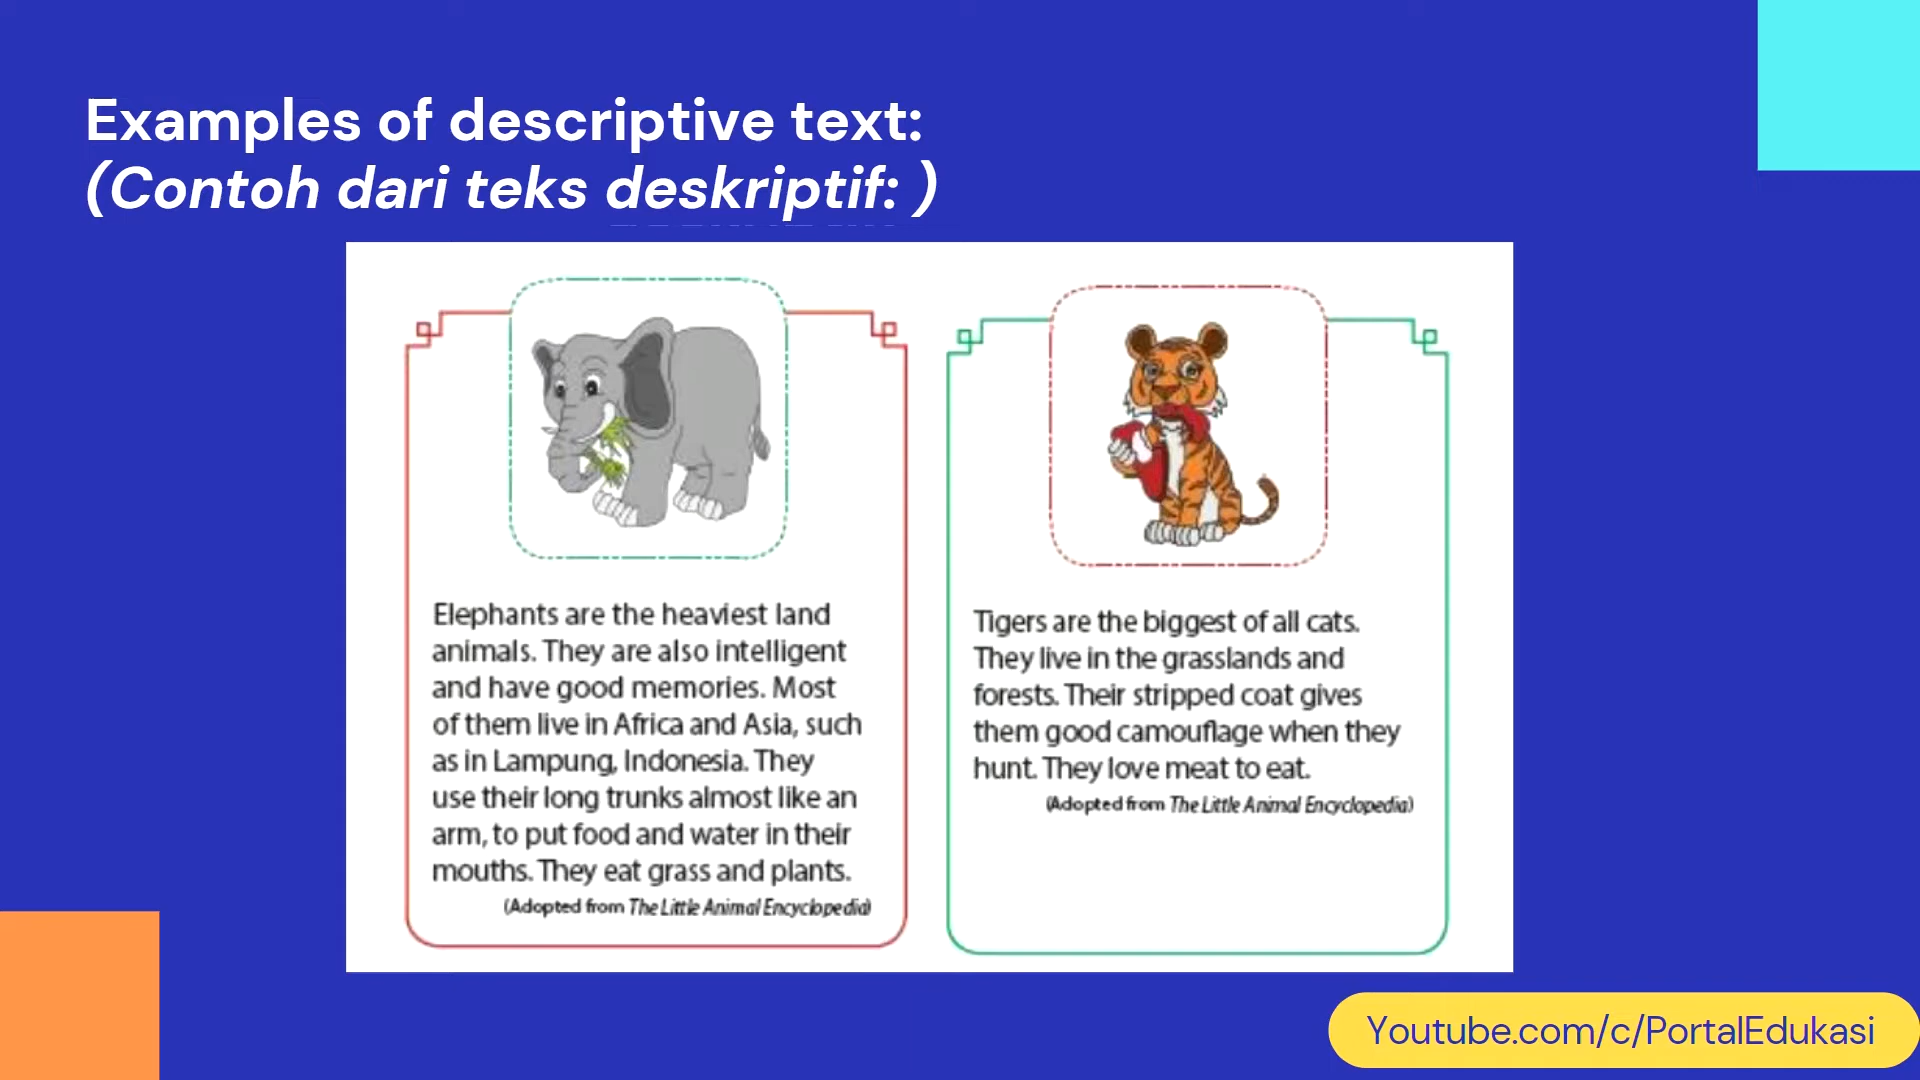 Examples of descriptive text:
(Contoh dari teks deskriptif: )
Elephants are the heaviest land
animals. They are also intelligent
and have good memories. Most
of them live in Africa and Asia, such
as in Lampung, Indonesia. They
use their long trunks almost like an
arm, to put food and water in their
mouths. They eat grass and plants.
(Adopted from The Little Animal Encyclopedia)
Tigers are the biggest of all cats.
They live in the grasslands and
forests. Their stripped coat gives
them good camouflage when they
hunt. They love meat to eat.
(Adopted from The Little Animal Encyclopedia)
Youtube.com/c/PortalEdukasi